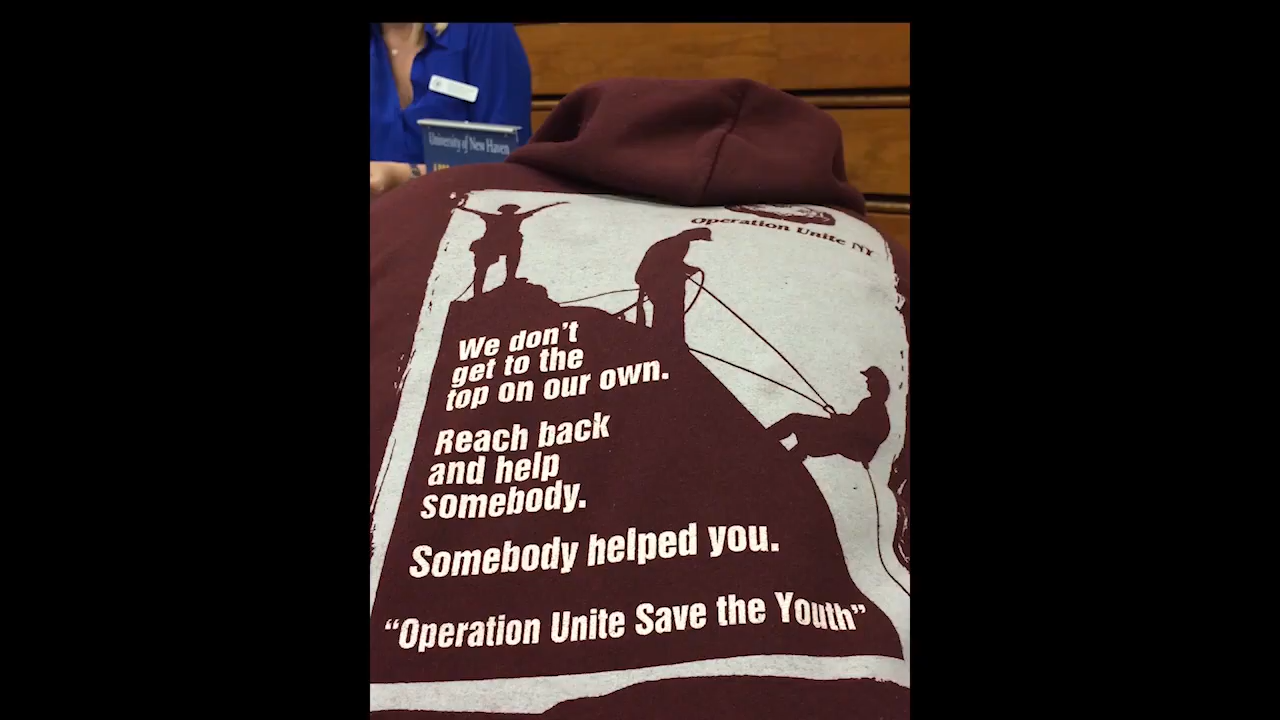 University of New Haven
Operation Unite NY
We don't
get to the
top on our own.
Reach back
and help
somebody.
Somebody helped you.
“Operation Unite Save the Youth”